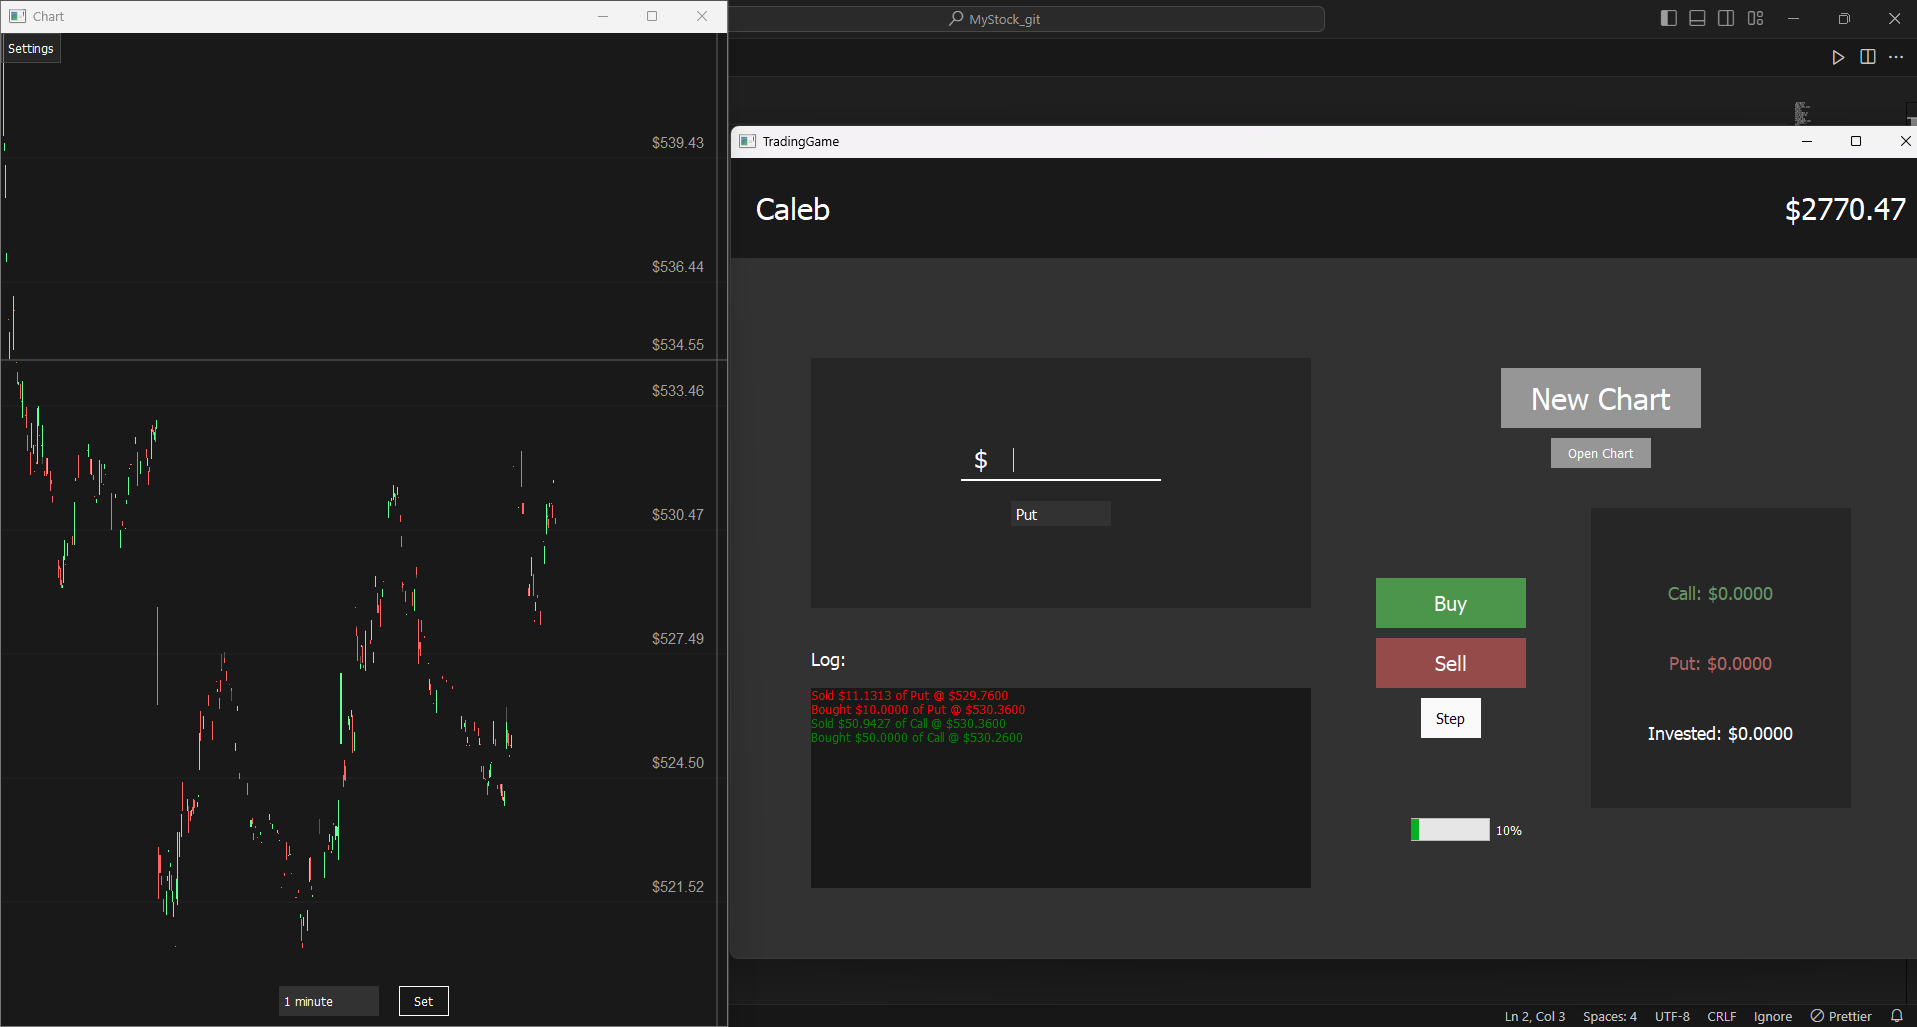 Chart
Settings
$539.43
$536.44
$534.55
$533.46
$530.47
$527.49
$524.50
$521.52
1 minute
Set
MyStock_git
TradingGame
Caleb
$2770.47
$
Put
New Chart
Open Chart
Buy
Sell
Step
10%
Call: $0.0000
Put: $0.0000
Invested: $0.0000
Log:
Sold $11.1313 of Put @ $529.7600
Bought $10.0000 of Put @ $530.3600
Sold $50.9427 of Call @ $530.3600
Bought $50.0000 of Call @ $530.2600
Ln 2, Col 3 Spaces: 4 UTF-8 CRLF Ignore Prettier